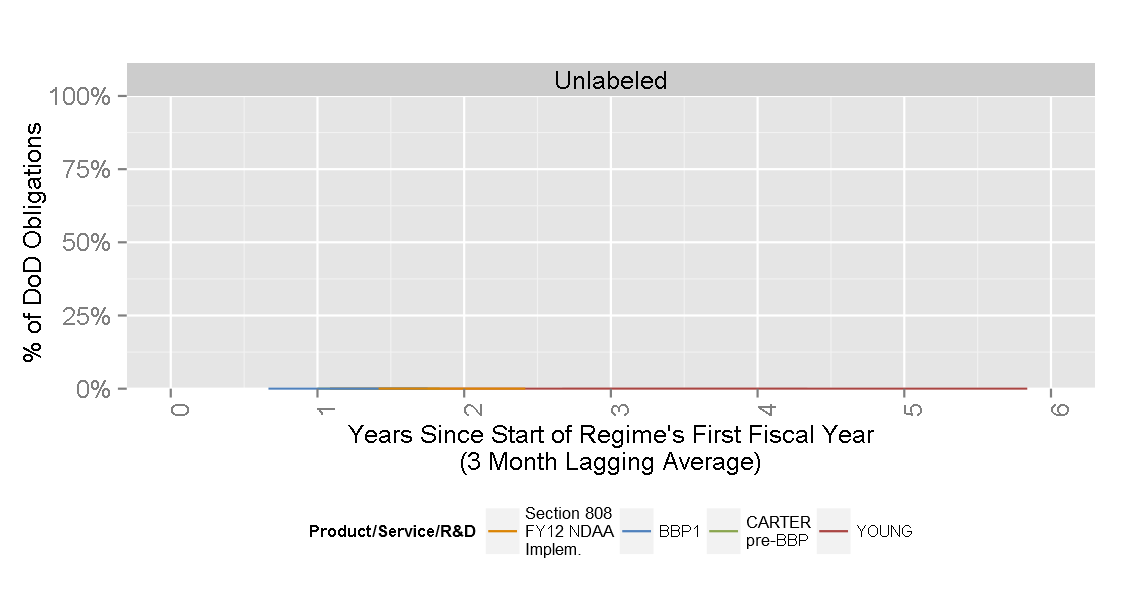 Unlabeled
100%
75%
50%
25%
0%
% of DoD Obligations
0
1
2
3
4
5
6
Years Since Start of Regime's First Fiscal Year
(3 Month Lagging Average)
Product/Service/R&D
Section 808
FY12 NDAA
Implem.
BBP1
CARTER
pre-BBP
YOUNG